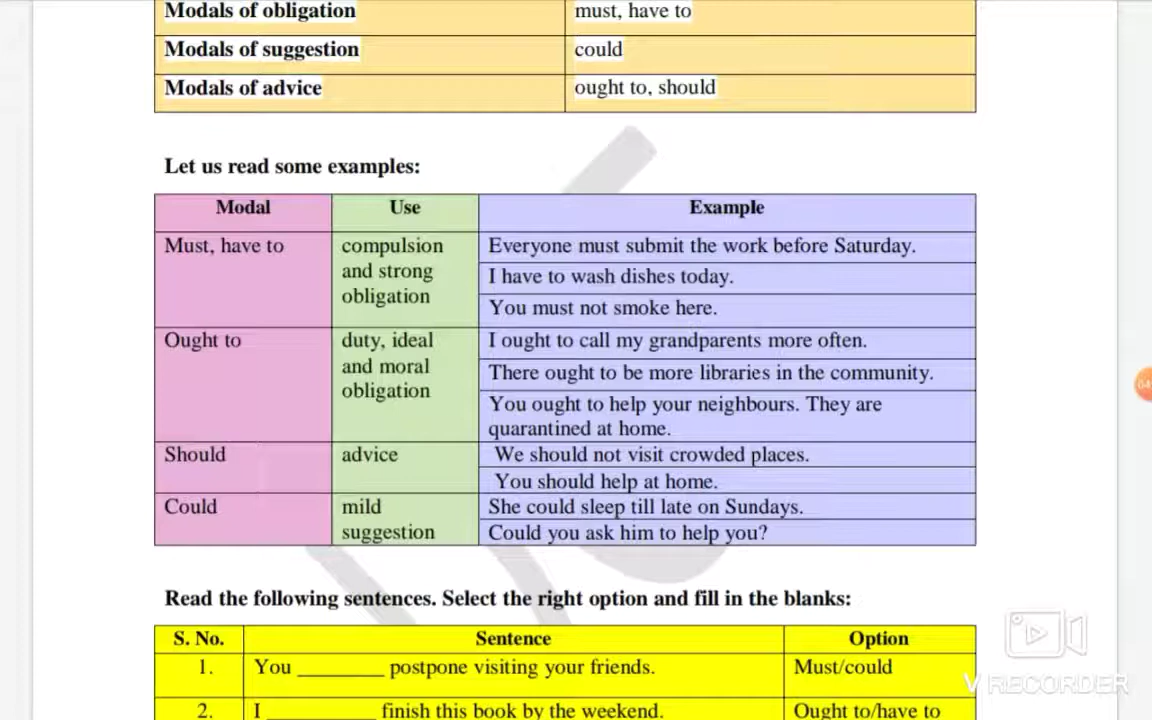 Modals of obligation must, have to
Modals of suggestion could
Modals of advice ought to, should
Let us read some examples:
Modal Use Example
Must, have to compulsion and strong obligation Everyone must submit the work before Saturday.
I have to wash dishes today.
You must not smoke here.
Ought to duty, ideal and moral obligation I ought to call my grandparents more often.
There ought to be more libraries in the community.
You ought to help your neighbours. They are
quarantined at home.
Should advice We should not visit crowded places.
You should help at home.
Could mild suggestion She could sleep till late on Sundays.
Could you ask him to help you?
Read the following sentences. Select the right option and fill in the blanks:
S. No. Sentence Option
1. You ________ postpone visiting your friends. Must/could
2. I __________ finish this book by the weekend. Ought to/have to
V RECORDER